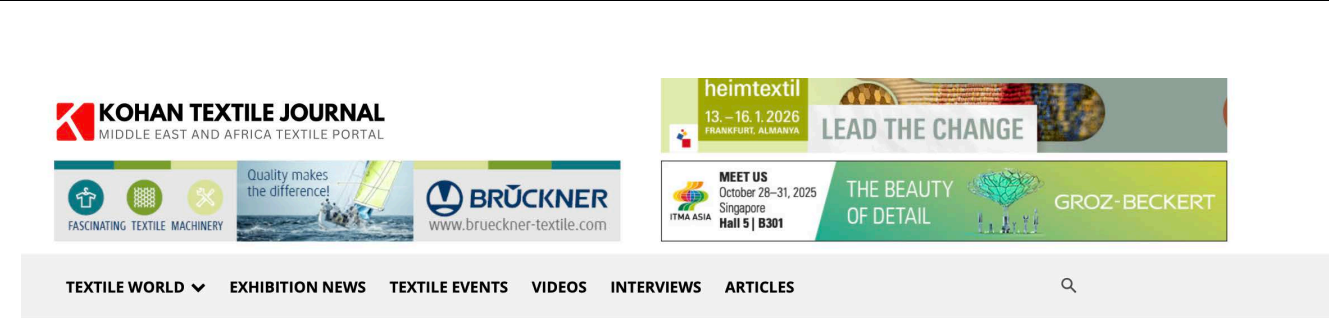 KOHAN TEXTILE JOURNAL
MIDDLE EAST AND AFRICA TEXTILE PORTAL
heimtextil
13. – 16. 1. 2026
FRANKFURT, ALMANYA
LEAD THE CHANGE
Quality makes
the difference!
FASCINATING TEXTILE MACHINERY
BRÜCKNER
www.brueckner-textile.com
ITMA ASIA
MEET US
October 28–31, 2025
Singapore
Hall 5 | B301
THE BEAUTY
OF DETAIL
GROZ-BECKERT
TEXTILE WORLD EXHIBITION NEWS TEXTILE EVENTS VIDEOS INTERVIEWS ARTICLES